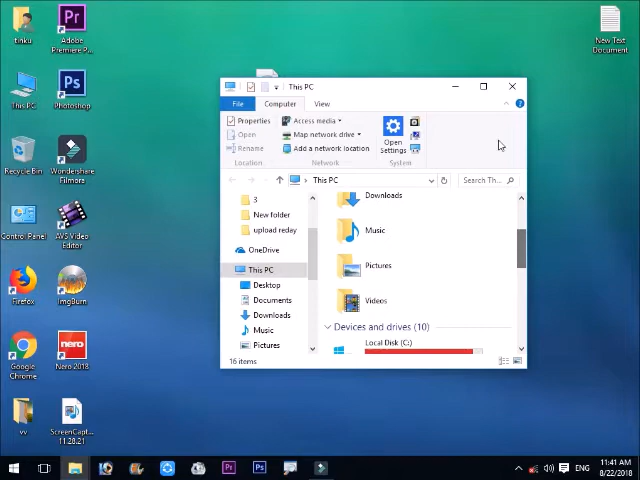 tinku
Adobe
Premiere P...
This PC
Photoshop
Recycle Bin
Wondershare
Filmora
Control Panel
AVS Video
Editor
Firefox
ImgBurn
Google
Chrome
Nero 2018
vv
ScreenCapt...
11.28.21
New Text
Document
This PC
File
Computer
View
Properties
Open
Rename
Location
Access media
Map network drive
Add a network location
Network
Open
Settings
System
This PC
Search Th...
3
New folder
upload reday
OneDrive
This PC
Desktop
Documents
Downloads
Music
Pictures
Downloads
Music
Pictures
Videos
Devices and drives (10)
Local Disk (C:)
16 items
ENG
11:41 AM
8/22/2018